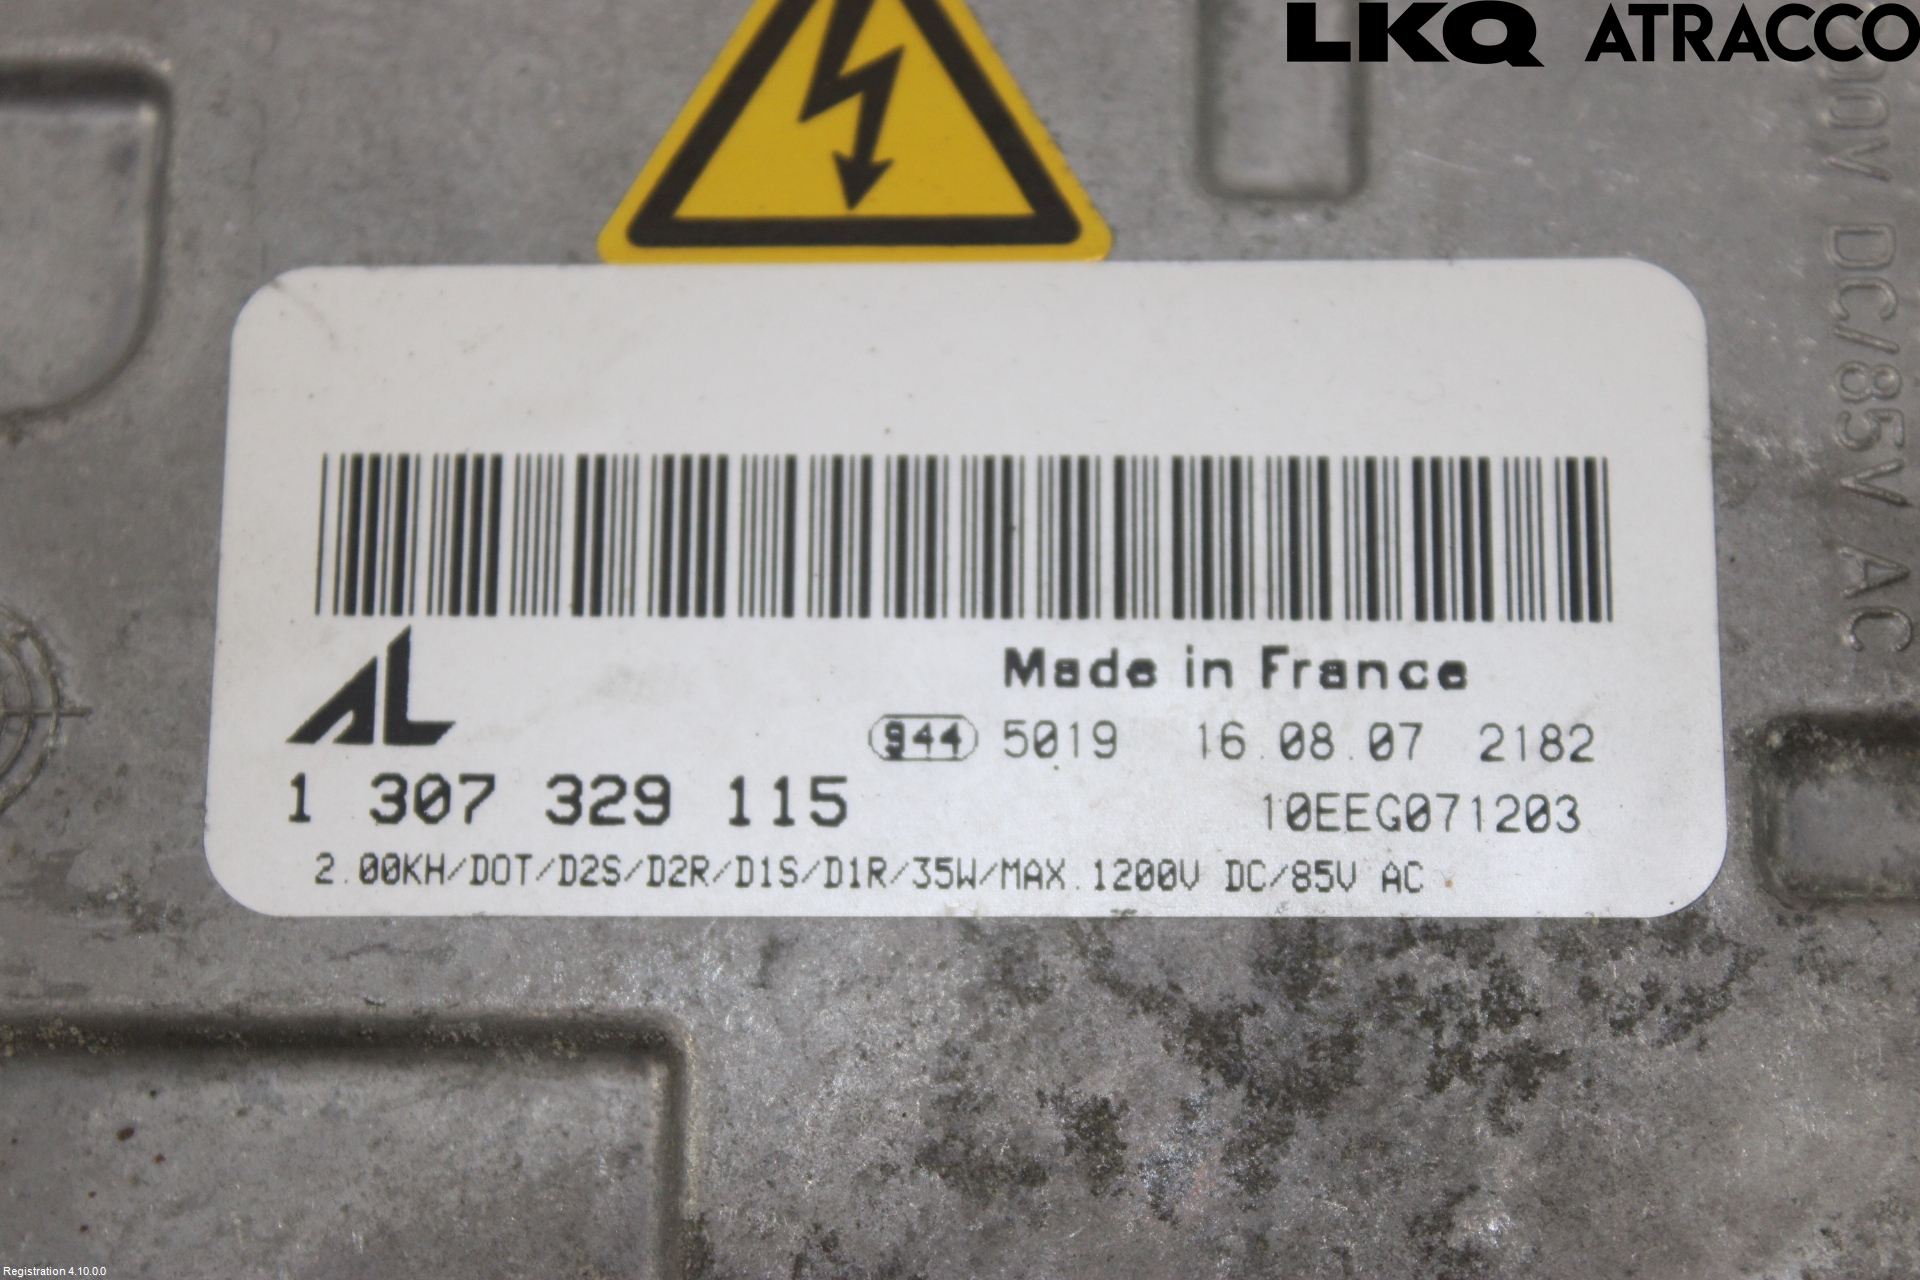 LKQ ATRACCO
00V DC/85V AC
AL
Made in France
944 5019 16.08.07 2182
1 307 329 115
10EEG071203
2.00KH/DOT/D2S/D2R/D1S/D1R/35W/MAX.1200V DC/85V AC
Registration 4.10.0.0